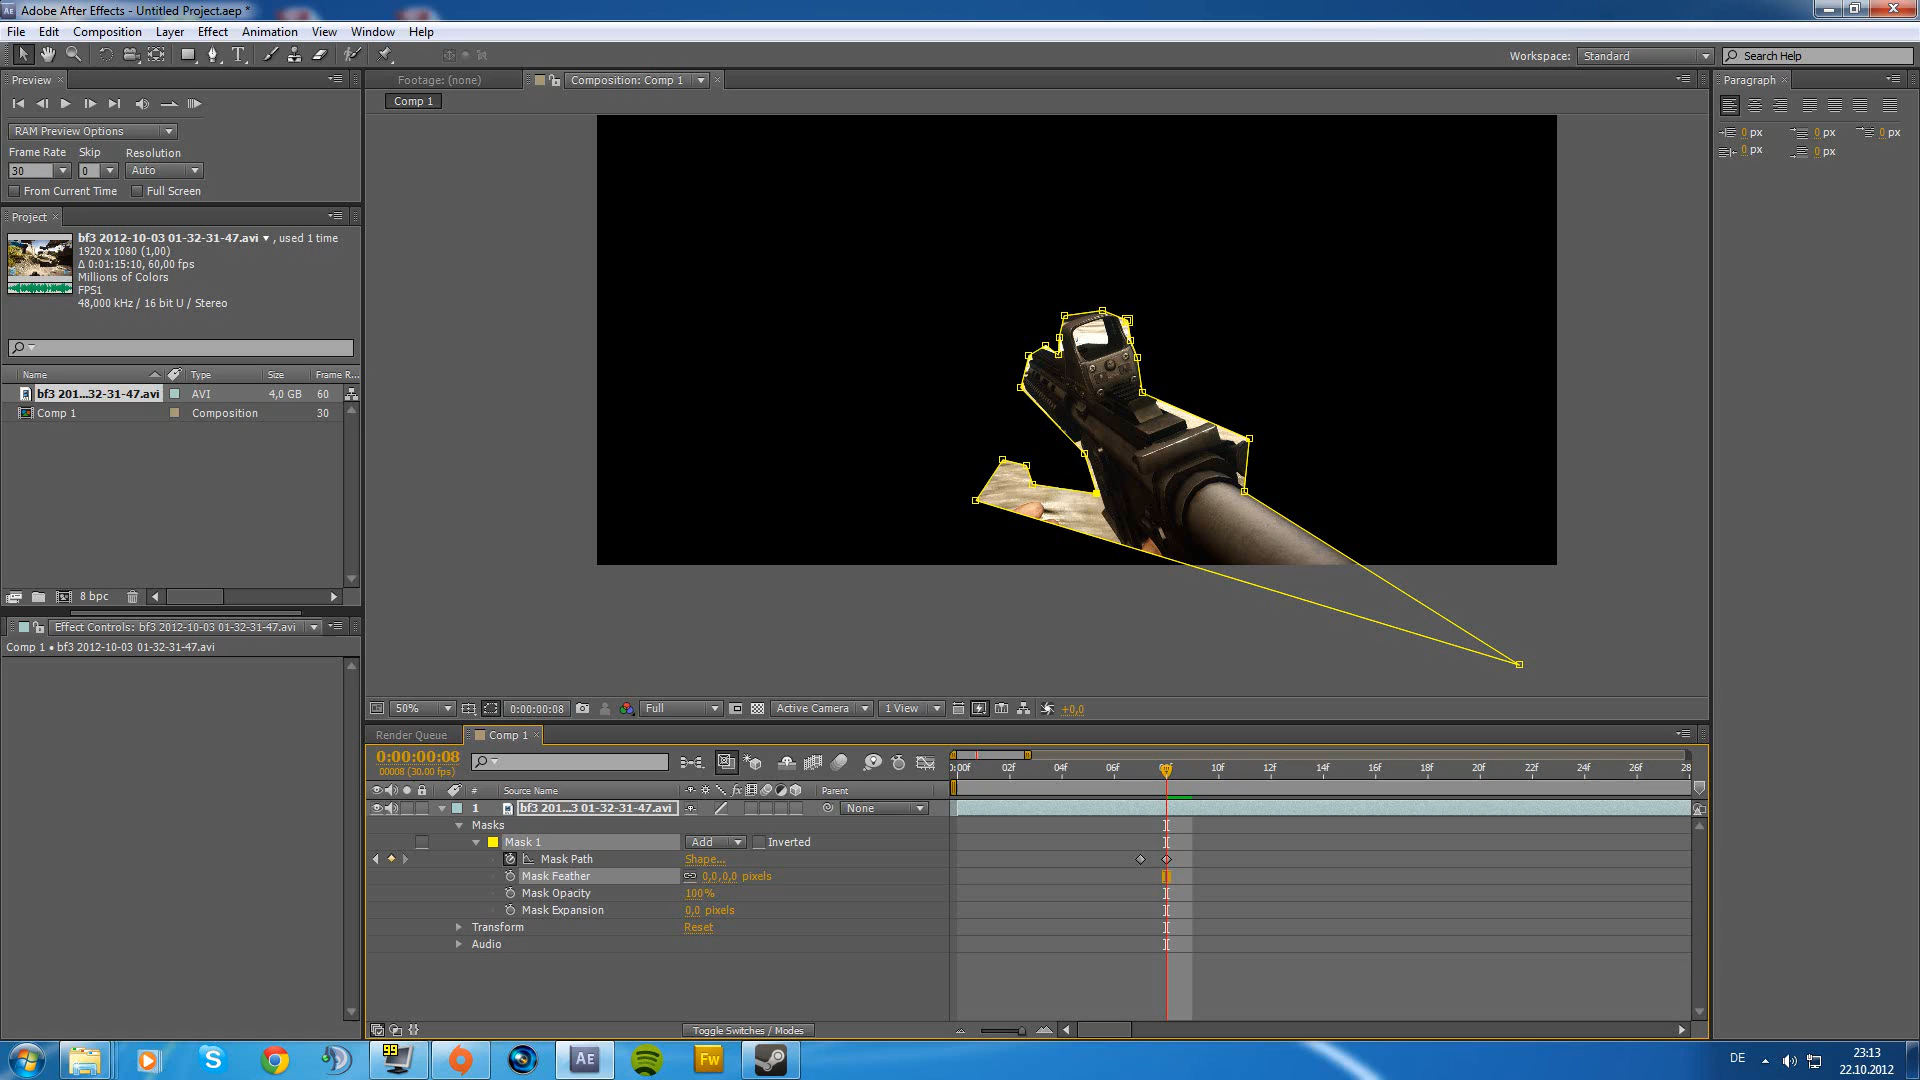 Adobe After Effects - Untitled Project.aep *
File Edit Composition Layer Effect Animation View Window Help
Workspace: Standard Search Help
Preview
RAM Preview Options
Frame Rate Skip Resolution
30 0 Auto
From Current Time Full Screen
Project
bf3 2012-10-03 01-32-31-47.avi , used 1 time
1920 x 1080 (1,00)
Δ 0:01:15:10, 60,00 fps
Millions of Colors
FPS1
48,000 kHz / 16 bit U / Stereo
Name Type Size Frame R...
bf3 201...32-31-47.avi AVI 4,0 GB 60
Comp 1 Composition 30
8 bpc
Effect Controls: bf3 2012-10-03 01-32-31-47.avi
Comp 1 • bf3 2012-10-03 01-32-31-47.avi
Footage: (none) Composition: Comp 1
Comp 1
50% 0:00:00:08 Full Active Camera 1 View +0,0
Paragraph
0 px 0 px 0 px
0 px 0 px
Render Queue Comp 1
0:00:00:08
00008 (30.00 fps)
0:00f 02f 04f 06f 08f 10f 12f 14f 16f 18f 20f 22f 24f 26f 28
# Source Name Parent
1 bf3 201...3 01-32-31-47.avi None
Masks
Mask 1 Add Inverted
Mask Path Shape...
Mask Feather 0,0,0,0 pixels
Mask Opacity 100%
Mask Expansion 0,0 pixels
Transform Reset
Audio
Toggle Switches / Modes
99
Ae
Fw
DE
23:13
22.10.2012